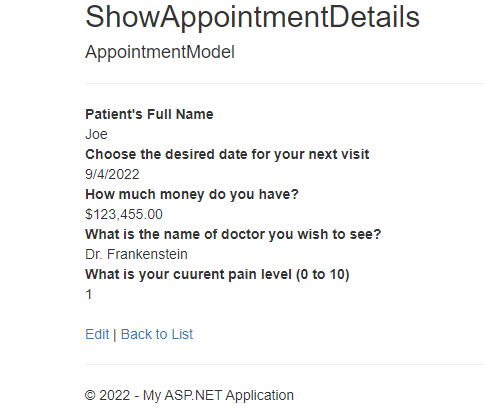 ShowAppointmentDetails
AppointmentModel
Patient's Full Name
Joe
Choose the desired date for your next visit
9/4/2022
How much money do you have?
$123,455.00
What is the name of doctor you wish to see?
Dr. Frankenstein
What is your cuurent pain level (0 to 10)
1
Edit | Back to List
© 2022 - My ASP.NET Application